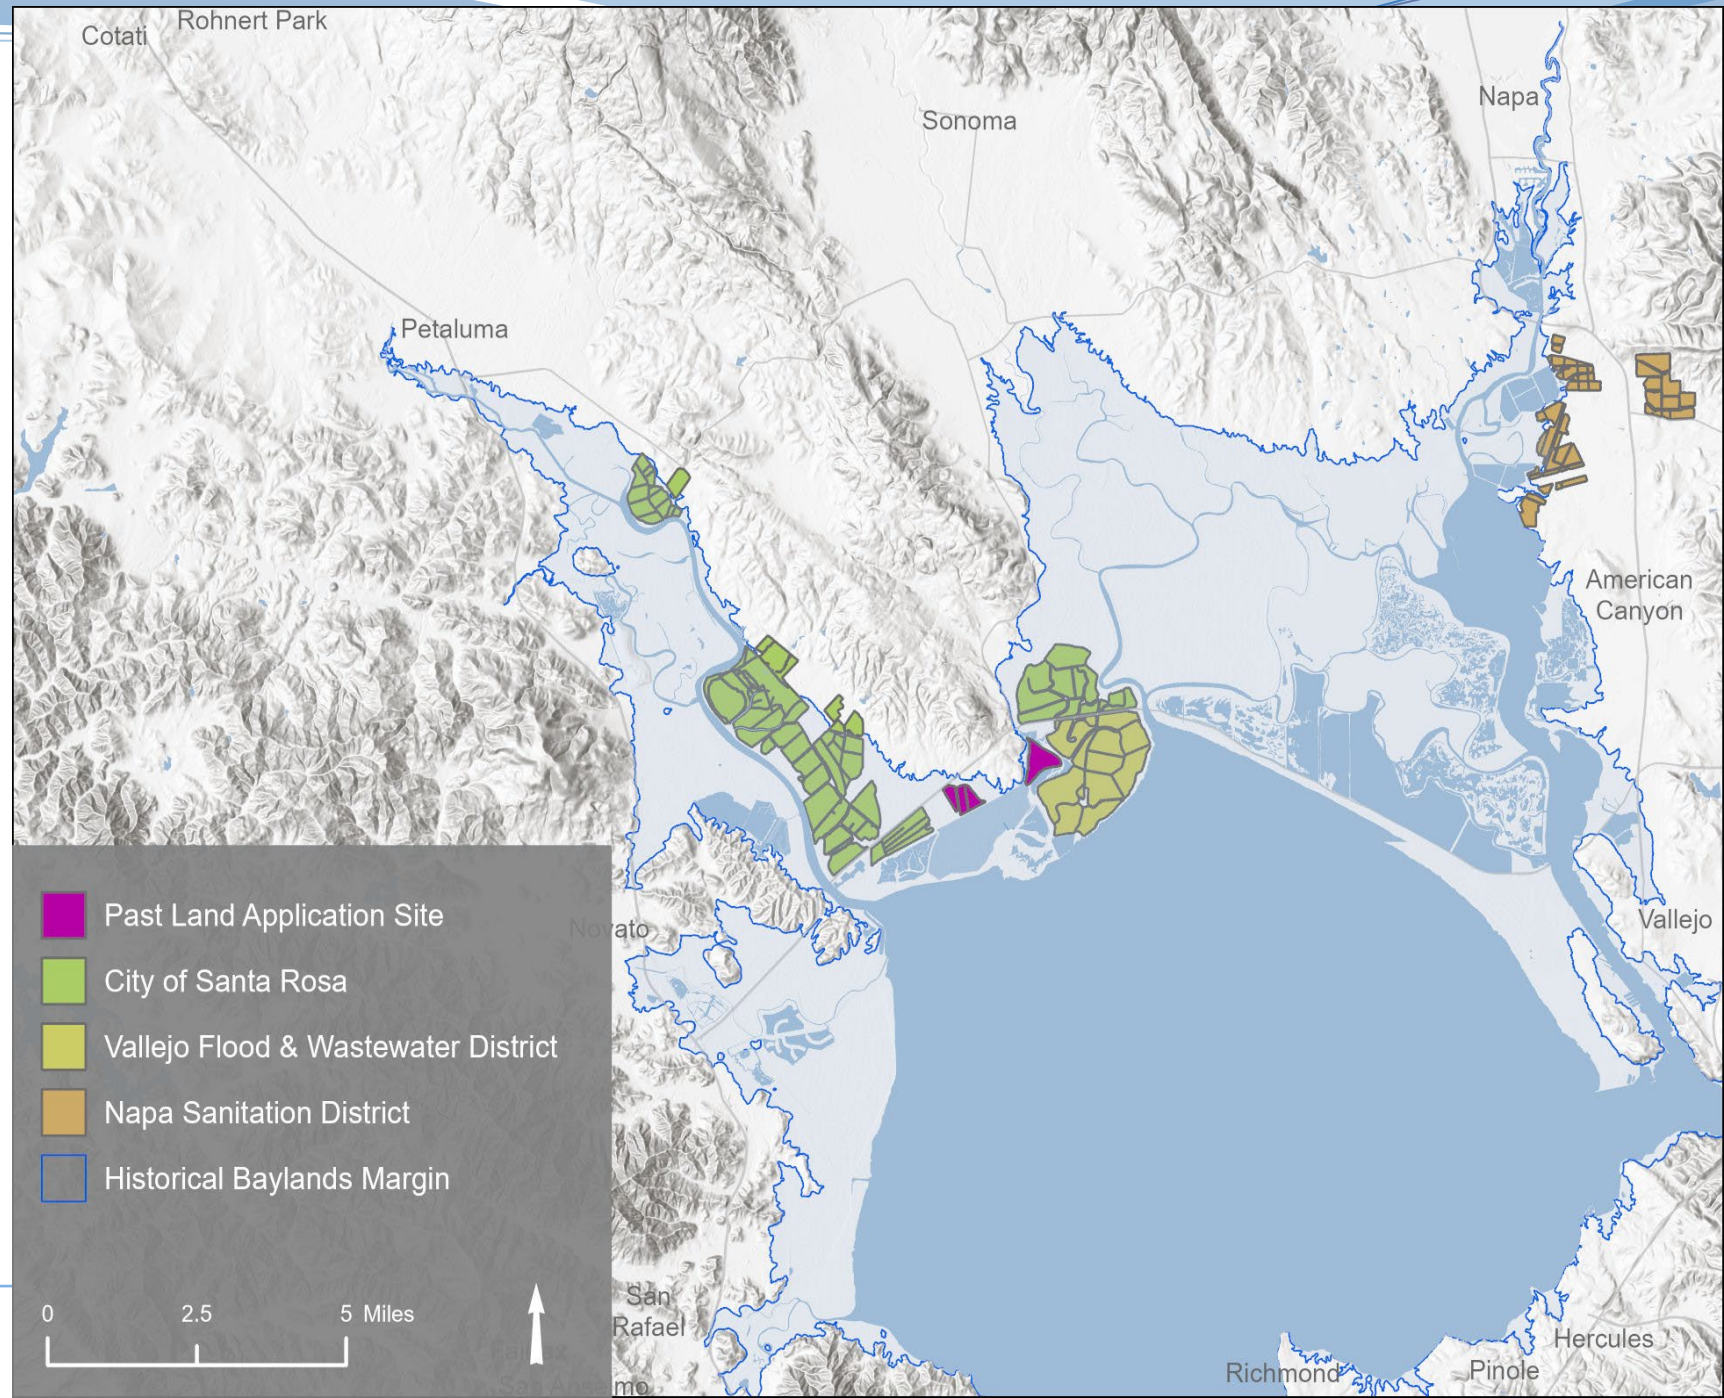 Rohnert Park
Cotati
Napa
Sonoma
Petaluma
American
Canyon
Past Land Application Site
Novato
Vallejo
City of Santa Rosa
Vallejo Flood & Wastewater District
Napa Sanitation District
Historical Baylands Margin
0 2.5 5 Miles
San
Rafael
Hercules
Pinole
Richmond